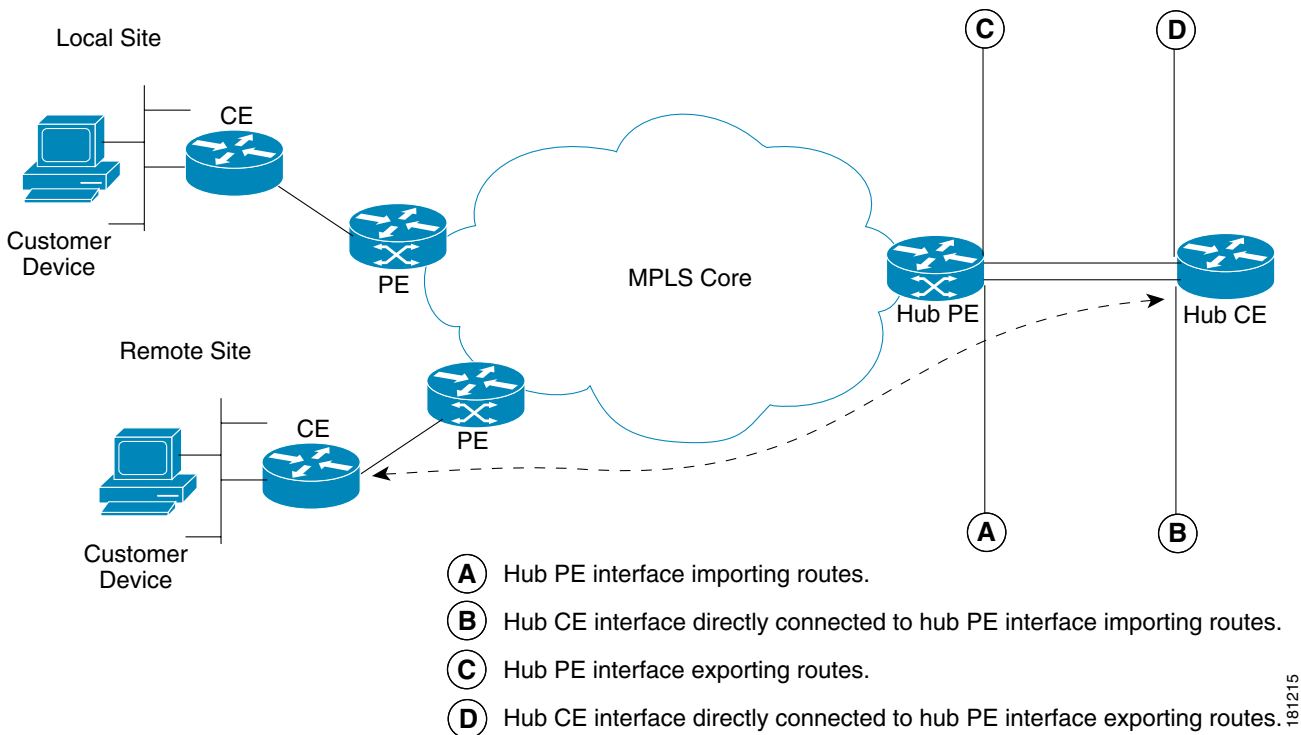 C
D
Local Site
CE
Customer
Device
PE
MPLS Core
Hub PE
Hub CE
Remote Site
CE
PE
Customer
Device
A
B
A Hub PE interface importing routes.
B Hub CE interface directly connected to hub PE interface importing routes.
C Hub PE interface exporting routes.
D Hub CE interface directly connected to hub PE interface exporting routes.
181215